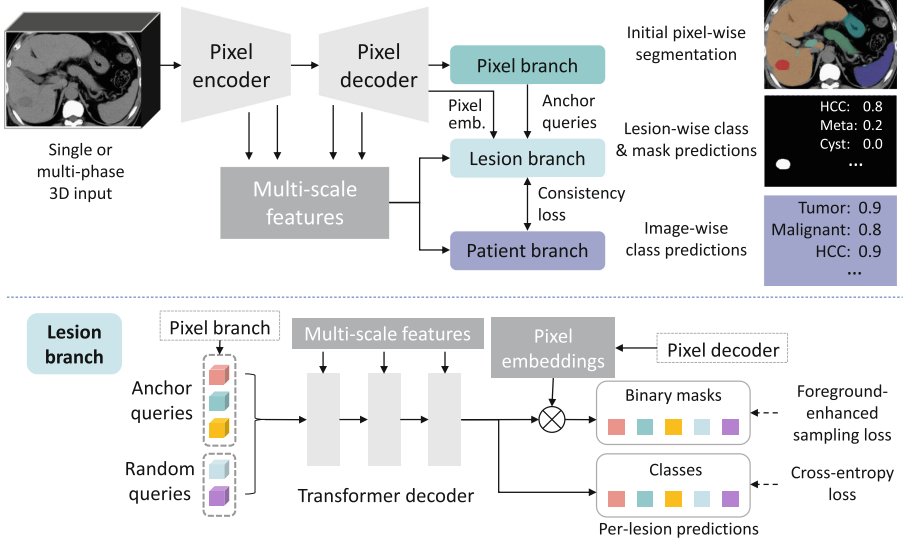 Pixel
encoder
Pixel
decoder
Pixel branch
Initial pixel-wise
segmentation
Pixel
emb.
Anchor
queries
Single or
multi-phase
3D input
Multi-scale
features
Lesion branch
Lesion-wise class
& mask predictions
HCC: 0.8
Meta: 0.2
Cyst: 0.0
...
Consistency
loss
Patient branch
Image-wise
class predictions
Tumor: 0.9
Malignant: 0.8
HCC: 0.9
...
Lesion
branch
Pixel branch
Multi-scale features
Pixel
embeddings
Pixel decoder
Anchor
queries
Random
queries
Transformer decoder
Binary masks
Foreground-
enhanced
sampling loss
Classes
Cross-entropy
loss
Per-lesion predictions